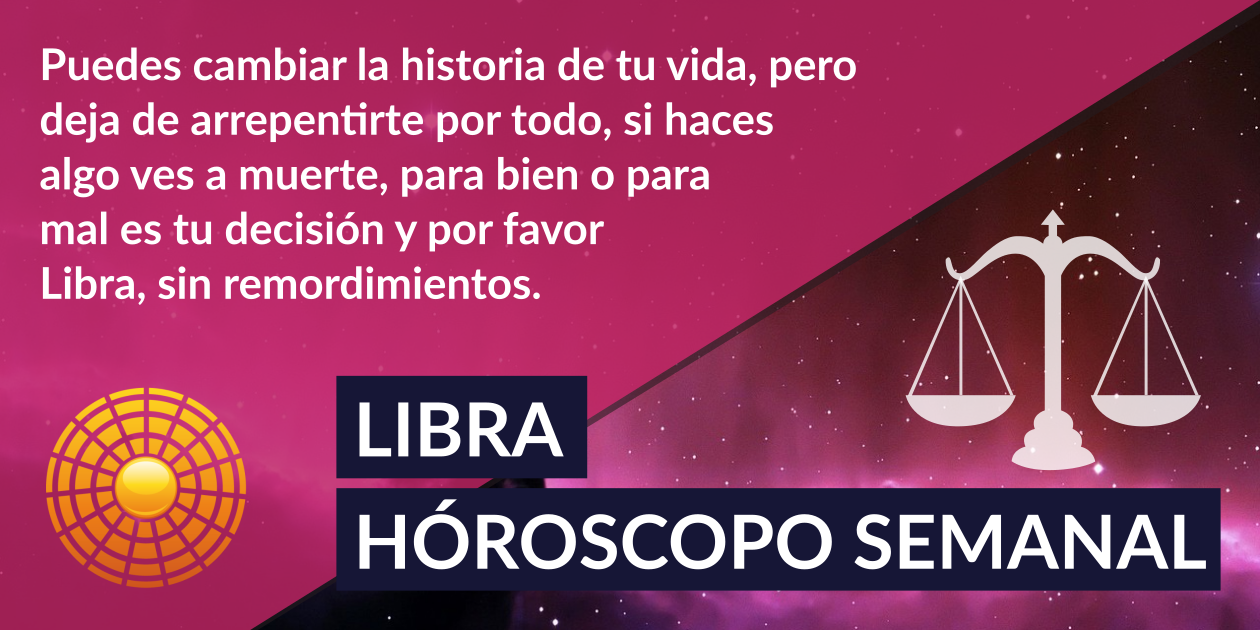 Puedes cambiar la historia de tu vida, pero
deja de arrepentirte por todo, si haces
algo ves a muerte, para bien o para
mal es tu decisión y por favor
Libra, sin remordimientos.
LIBRA
HÓROSCOPO SEMANAL